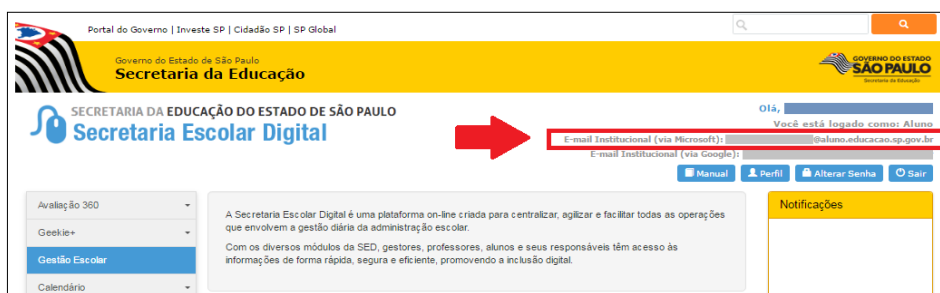 Portal do Governo | Investe SP | Cidadão SP | SP Global
Governo do Estado de São Paulo
Secretaria da Educação
GOVERNO DO ESTADO
SÃO PAULO
Secretaria da Educação
SECRETARIA DA EDUCAÇÃO DO ESTADO DE SÃO PAULO
Secretaria Escolar Digital
Olá,
Você está logado como: Aluno
E-mail Institucional (via Microsoft): @aluno.educacao.sp.gov.br
E-mail Institucional (via Google):
Manual Perfil Alterar Senha Sair
Avaliação 360
Geekie+
Gestão Escolar
Calendário
A Secretaria Escolar Digital é uma plataforma on-line criada para centralizar, agilizar e facilitar todas as operações
que envolvem a gestão diária da administração escolar.
Com os diversos módulos da SED, gestores, professores, alunos e seus responsáveis têm acesso às
informações de forma rápida, segura e eficiente, promovendo a inclusão digital.
Notificações